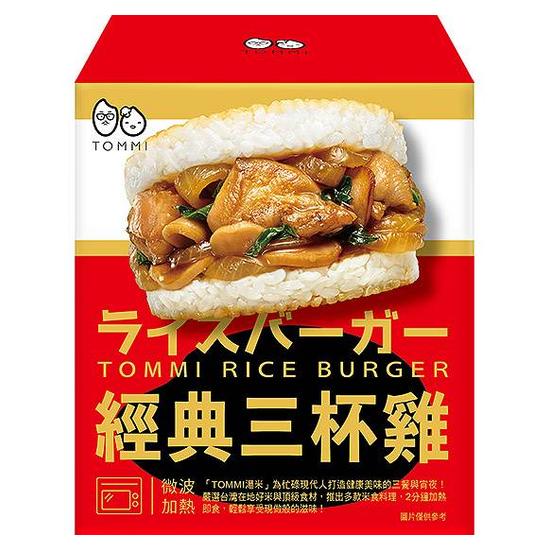 TOMMI
TOMMI
ライスバーガー
TOMMI RICE BURGER
經典三杯雞
微波
加熱
「TOMMI湯米」為忙碌現代人打造健康美味的三餐與宵夜！
嚴選台灣在地好米與頂級食材，推出多款米食料理，2分鐘加熱
即食，輕鬆享受現做般的滋味！
圖片僅供參考